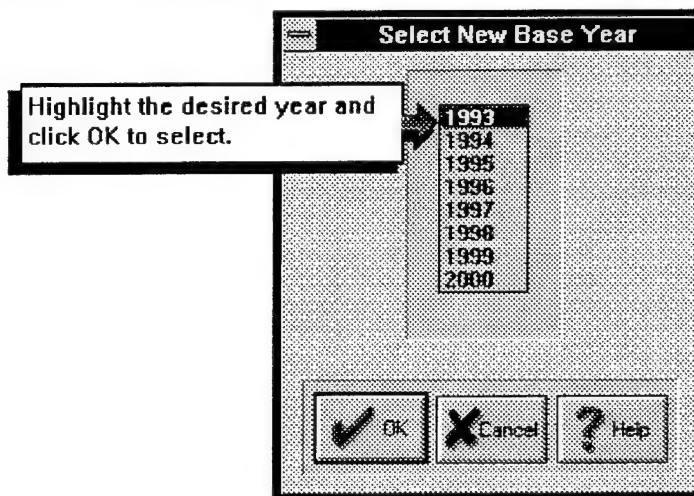 Select New Base Year
Highlight the desired year and
click OK to select.
1993
1994
1995
1996
1997
1998
1999
2000
OK
Cancel
Help